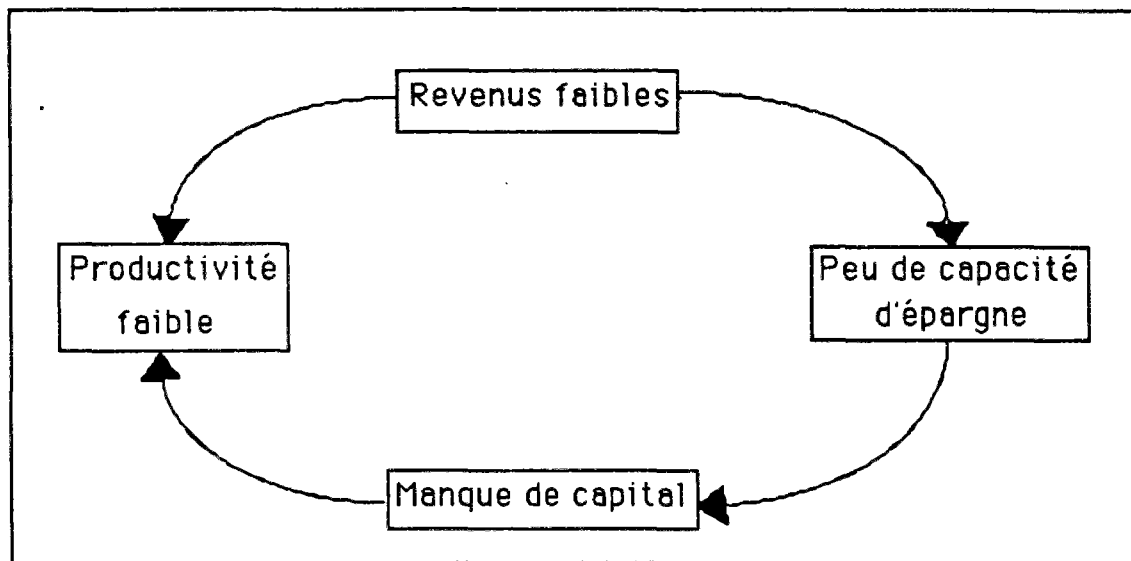 Revenus faibles
Productivité
faible
Peu de capacité
d'épargne
Manque de capital